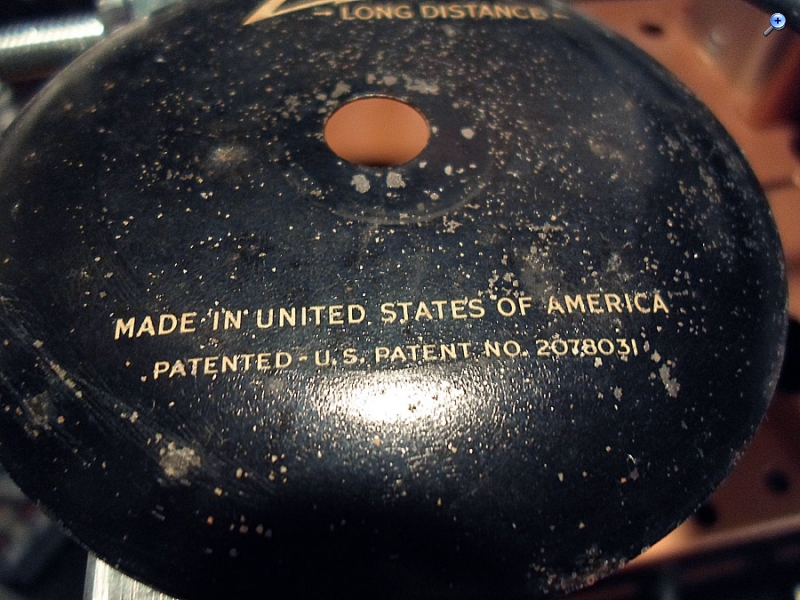 - LONG DISTANCE -
MADE IN UNITED STATES OF AMERICA
PATENTED - U.S. PATENT NO. 2078031